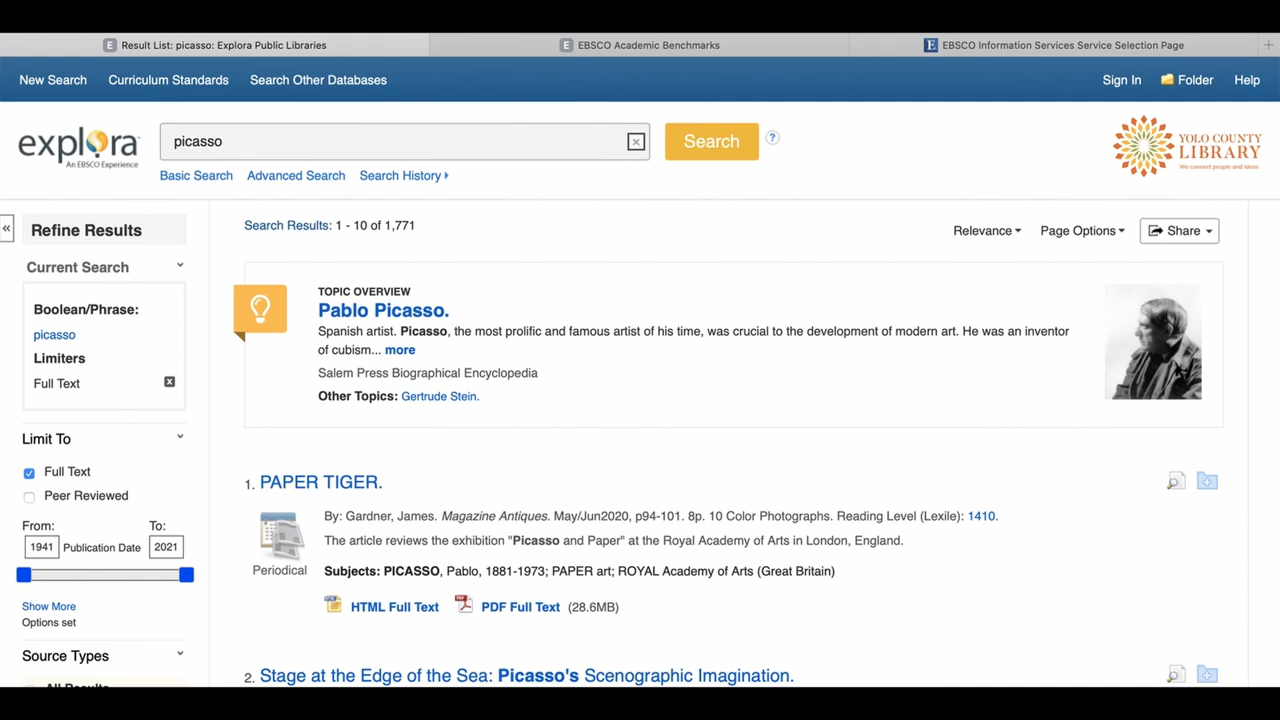 Result List: picasso: Explora Public Libraries
EBSCO Academic Benchmarks
EBSCO Information Services Service Selection Page
New Search
Curriculum Standards
Search Other Databases
Sign In
Folder
Help
explora
An EBSCO Experience
picasso
Search
Basic Search
Advanced Search
Search History
YOLO COUNTY
LIBRARY
We connect people and ideas
Refine Results
Current Search
Boolean/Phrase:
picasso
Limiters
Full Text
Limit To
Full Text
Peer Reviewed
From:
To:
1941
Publication Date
2021
Show More
Options set
Source Types
All Results
Search Results: 1 - 10 of 1,771
Relevance
Page Options
Share
TOPIC OVERVIEW
Pablo Picasso.
Spanish artist. Picasso, the most prolific and famous artist of his time, was crucial to the development of modern art. He was an inventor
of cubism... more
Salem Press Biographical Encyclopedia
Other Topics: Gertrude Stein.
1. PAPER TIGER.
Periodical
By: Gardner, James. Magazine Antiques. May/Jun2020, p94-101. 8p. 10 Color Photographs. Reading Level (Lexile): 1410.
The article reviews the exhibition "Picasso and Paper" at the Royal Academy of Arts in London, England.
Subjects: PICASSO, Pablo, 1881-1973; PAPER art; ROYAL Academy of Arts (Great Britain)
HTML Full Text
PDF Full Text (28.6MB)
2. Stage at the Edge of the Sea: Picasso's Scenographic Imagination.